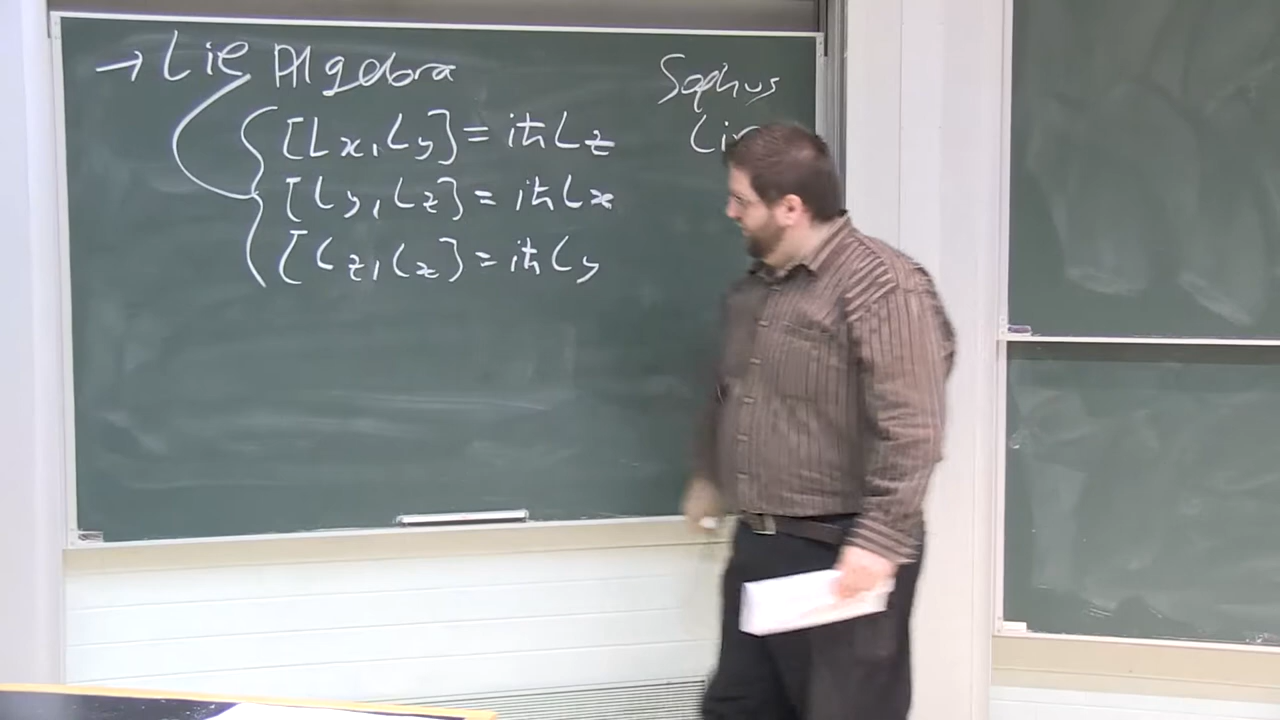 → Lie Algebra
[Lx, Ly] = iħLz
[Ly, Lz] = iħLx
[Lz, Lx] = iħLy
Sophus